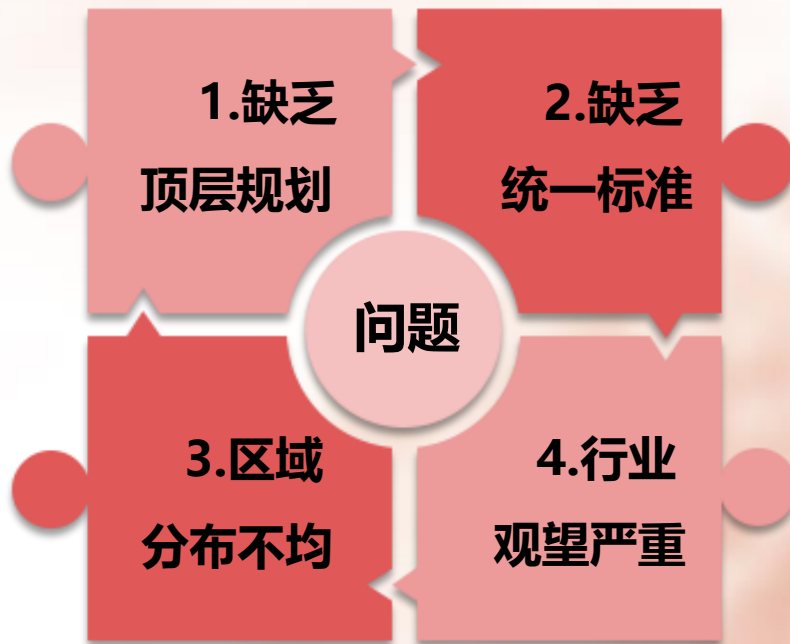 1.缺乏
顶层规划
2.缺乏
统一标准
问题
3.区域
分布不均
4.行业
观望严重